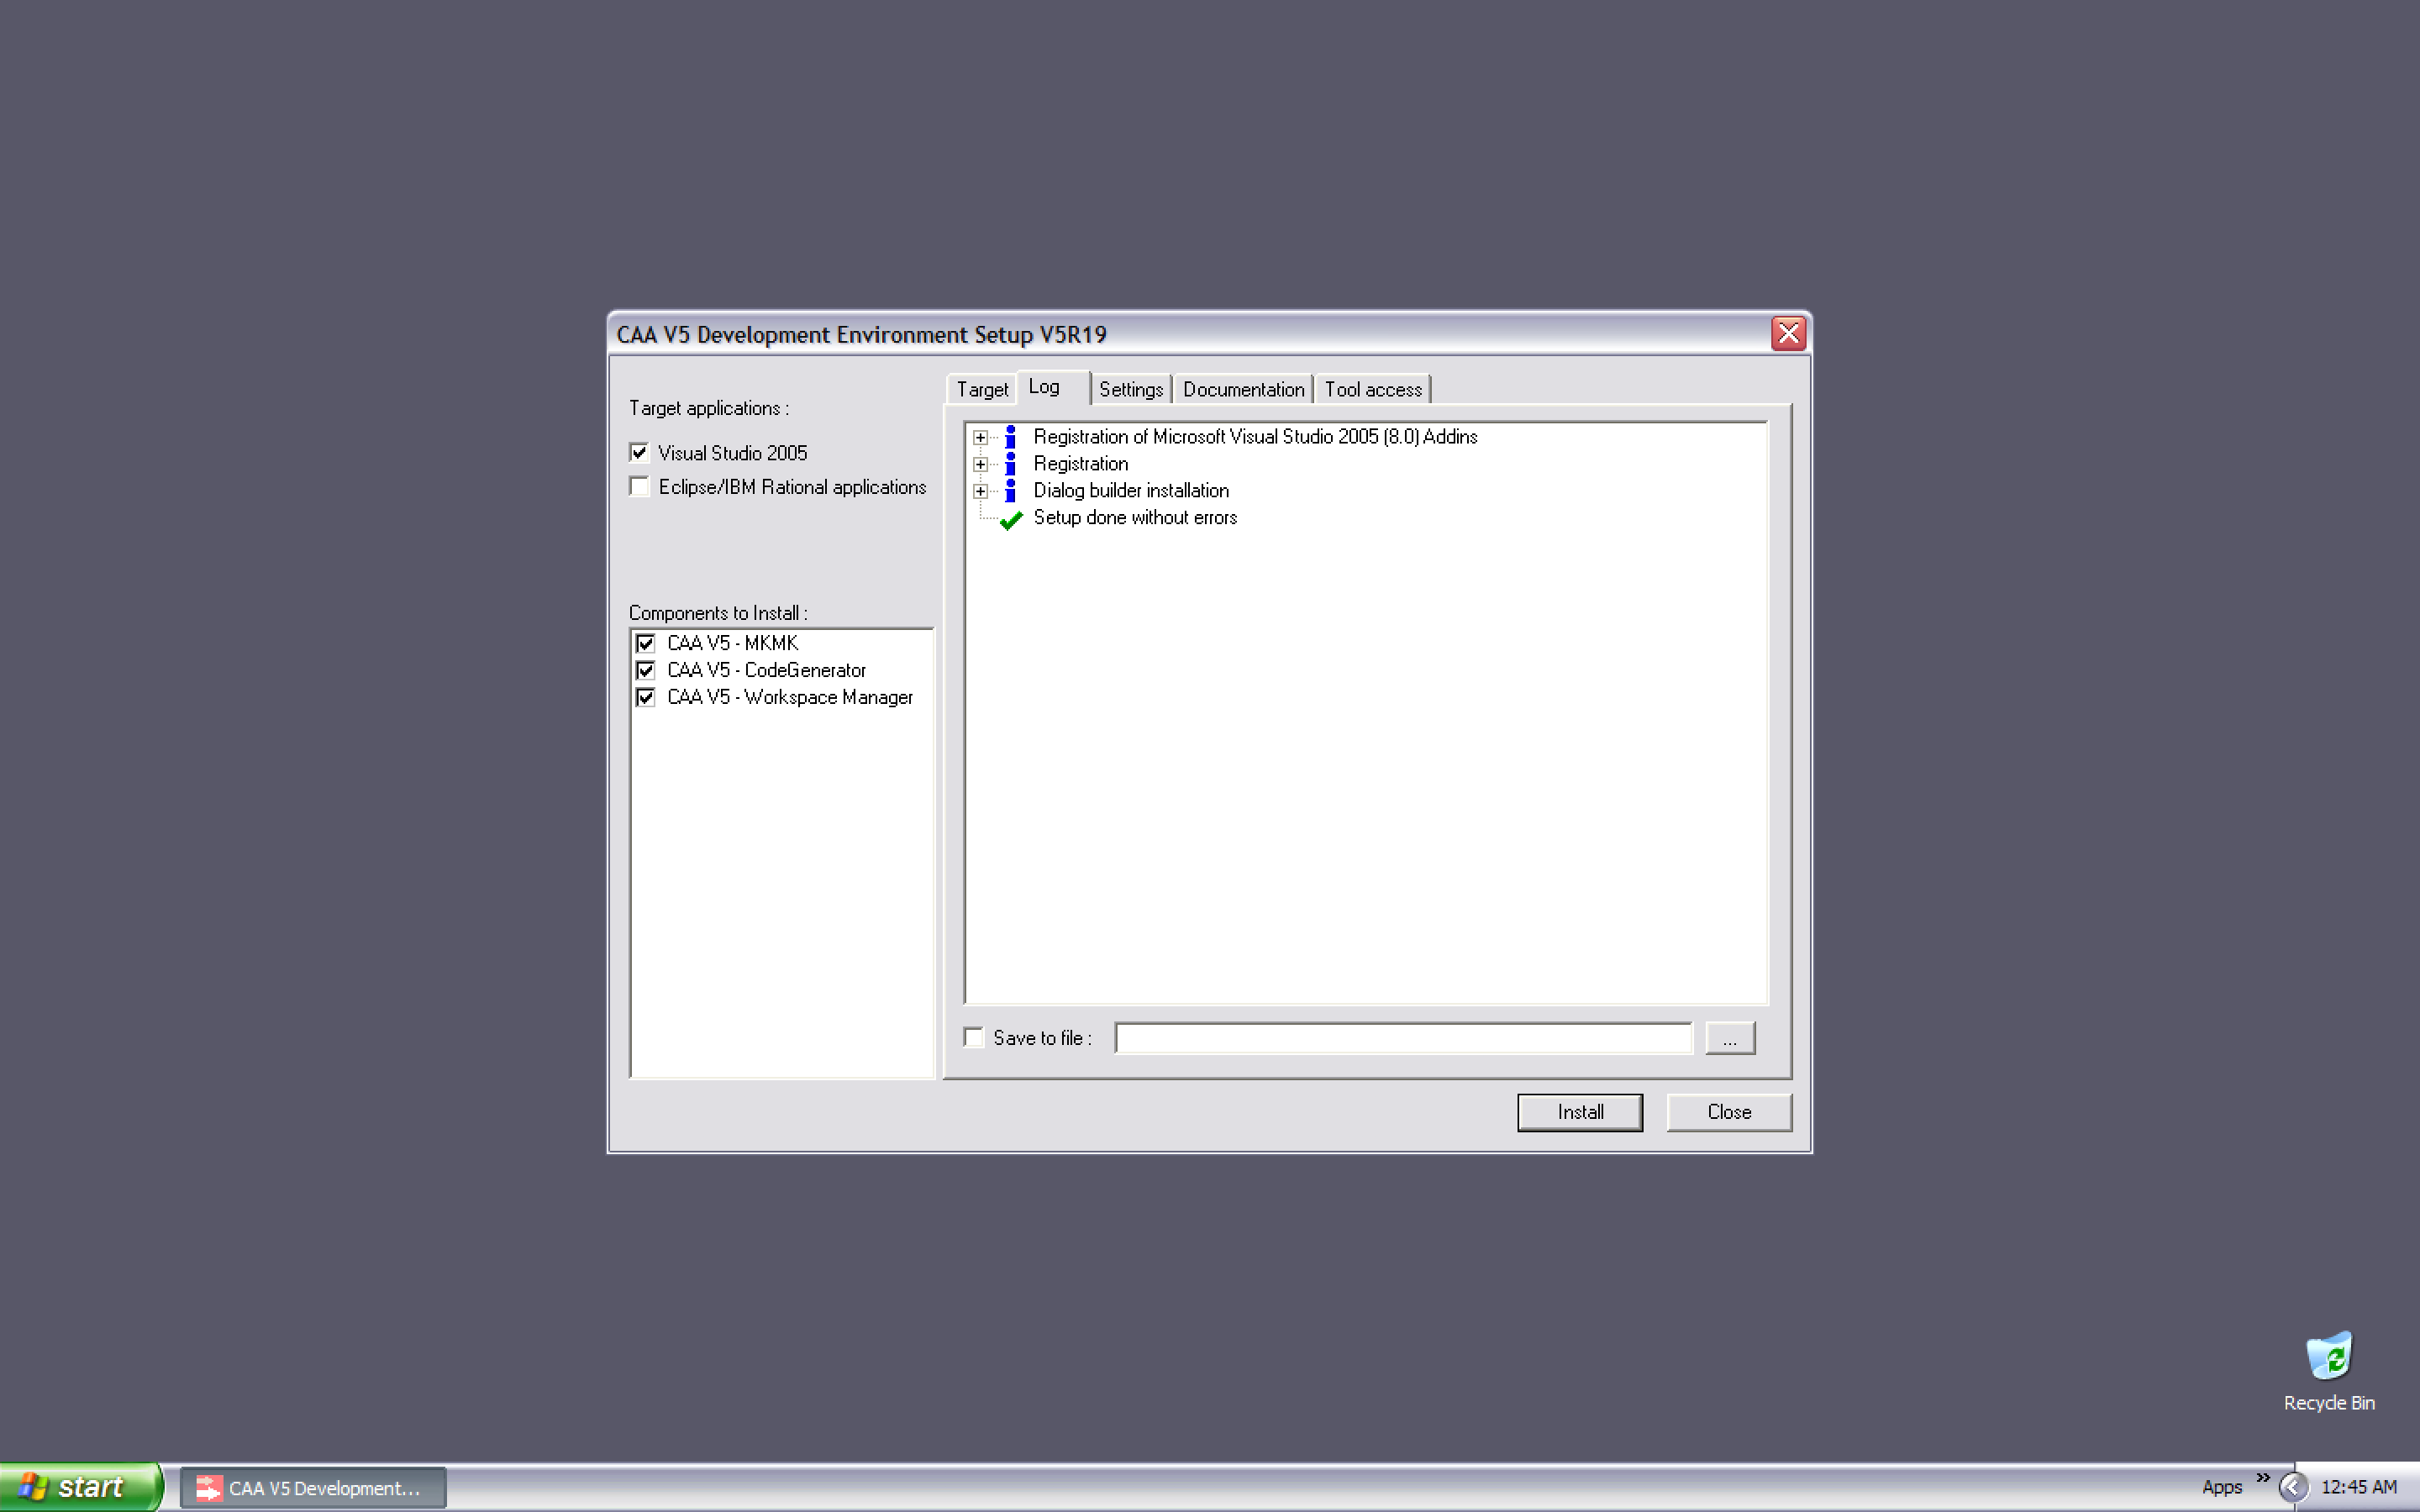 CAA V5 Development Environment Setup V5R19
Target applications :
Visual Studio 2005
Eclipse/IBM Rational applications
Components to Install :
CAA V5 - MKMK
CAA V5 - CodeGenerator
CAA V5 - Workspace Manager
Target
Log
Settings
Documentation
Tool access
Registration of Microsoft Visual Studio 2005 (8.0) Addins
Registration
Dialog builder installation
Setup done without errors
Save to file :
...
Install
Close
Recycle Bin
start
CAA V5 Development...
Apps
12:45 AM